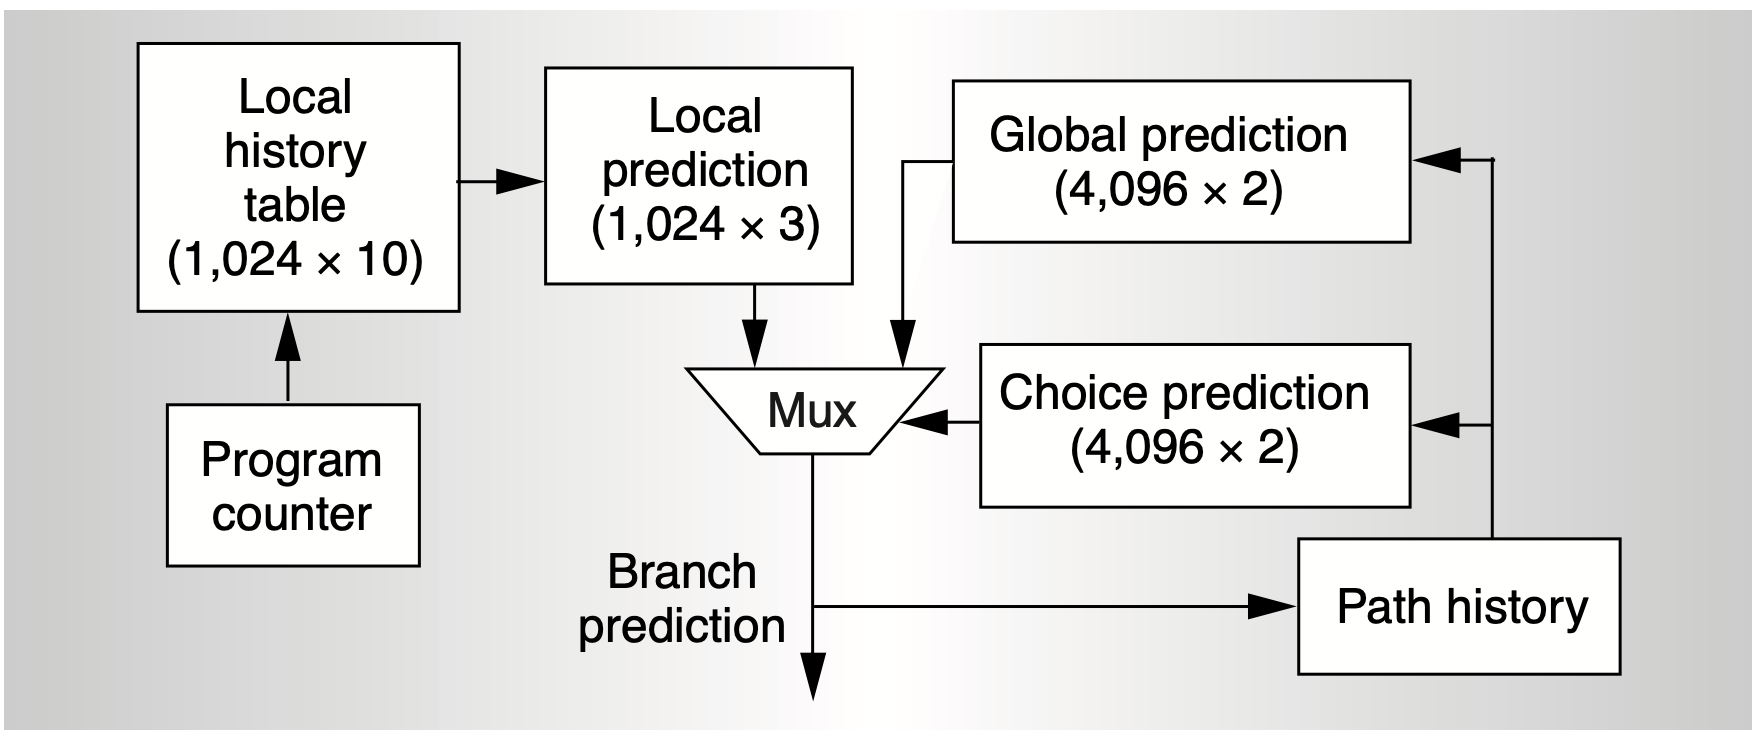 Local
history
table
(1,024 × 10)
Local
prediction
(1,024 × 3)
Global prediction
(4,096 × 2)
Mux
Choice prediction
(4,096 × 2)
Program
counter
Branch
prediction
Path history